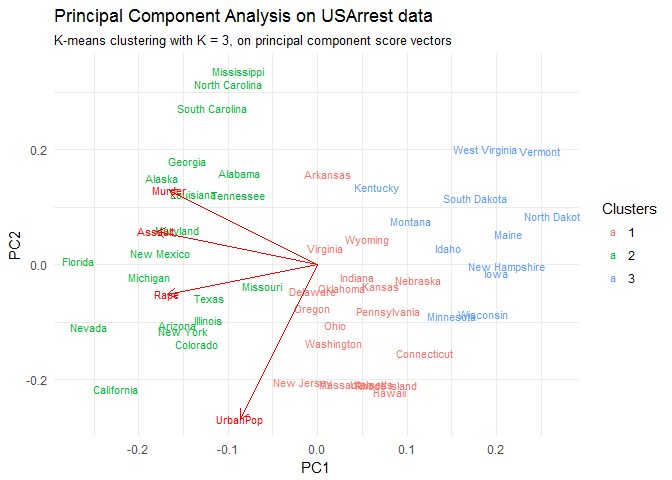 Principal Component Analysis on USArrest data
K-means clustering with K = 3, on principal component score vectors
Mississippi
North Carolina
South Carolina
0.2
West Virginia Vermont
Georgia
Alaska Alabama Arkansas
Murder Kentucky
Louisiana Tennessee
South Dakota
North Dakot
Montana
Assault Maryland
Maine
Wyoming
Virginia Idaho
New Mexico
PC2
0.0
Florida
New Hampshire
Iowa
Michigan Indiana
Missouri Oklahoma Kansas Nebraska
Rape Delaware
Texas
Oregon Pennsylvania
Minnesota Wisconsin
Illinois
Nevada Arizona Ohio
New York
Colorado Washington
Connecticut
-0.2
New Jersey Massachusetts Rhode Island
California Hawaii
UrbanPop
-0.2 -0.1 0.0 0.1 0.2
PC1
Clusters
a 1
a 2
a 3